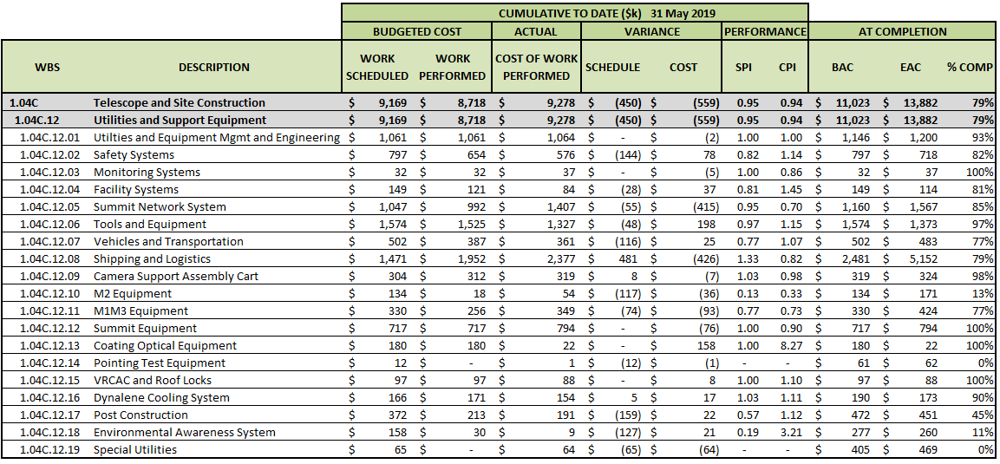 CUMULATIVE TO DATE ($k) 31 May 2019
BUDGETED COST ACTUAL VARIANCE PERFORMANCE AT COMPLETION
WBS DESCRIPTION WORK SCHEDULED WORK PERFORMED COST OF WORK PERFORMED SCHEDULE COST SPI CPI BAC EAC % COMP
1.04C Telescope and Site Construction $ 9,169 $ 8,718 $ 9,278 $ (450) $ (559) 0.95 0.94 $ 11,023 $ 13,882 79%
1.04C.12 Utilities and Support Equipment $ 9,169 $ 8,718 $ 9,278 $ (450) $ (559) 0.95 0.94 $ 11,023 $ 13,882 79%
1.04C.12.01 Utilties and Equipment Mgmt and Engineering $ 1,061 $ 1,061 $ 1,064 $ - $ (2) 1.00 1.00 $ 1,146 $ 1,200 93%
1.04C.12.02 Safety Systems $ 797 $ 654 $ 576 $ (144) $ 78 0.82 1.14 $ 797 $ 718 82%
1.04C.12.03 Monitoring Systems $ 32 $ 32 $ 37 $ - $ (5) 1.00 0.86 $ 32 $ 37 100%
1.04C.12.04 Facility Systems $ 149 $ 121 $ 84 $ (28) $ 37 0.81 1.45 $ 149 $ 114 81%
1.04C.12.05 Summit Network System $ 1,047 $ 992 $ 1,407 $ (55) $ (415) 0.95 0.70 $ 1,160 $ 1,567 85%
1.04C.12.06 Tools and Equipment $ 1,574 $ 1,525 $ 1,327 $ (48) $ 198 0.97 1.15 $ 1,574 $ 1,373 97%
1.04C.12.07 Vehicles and Transportation $ 502 $ 387 $ 361 $ (116) $ 25 0.77 1.07 $ 502 $ 483 77%
1.04C.12.08 Shipping and Logistics $ 1,471 $ 1,952 $ 2,377 $ 481 $ (426) 1.33 0.82 $ 2,481 $ 5,152 79%
1.04C.12.09 Camera Support Assembly Cart $ 304 $ 312 $ 319 $ 8 $ (7) 1.03 0.98 $ 319 $ 324 98%
1.04C.12.10 M2 Equipment $ 134 $ 18 $ 54 $ (117) $ (36) 0.13 0.33 $ 134 $ 171 13%
1.04C.12.11 M1M3 Equipment $ 330 $ 256 $ 349 $ (74) $ (93) 0.77 0.73 $ 330 $ 424 77%
1.04C.12.12 Summit Equipment $ 717 $ 717 $ 794 $ - $ (76) 1.00 0.90 $ 717 $ 794 100%
1.04C.12.13 Coating Optical Equipment $ 180 $ 180 $ 22 $ - $ 158 1.00 8.27 $ 180 $ 22 100%
1.04C.12.14 Pointing Test Equipment $ 12 $ - $ 1 $ (12) $ (1) - - $ 61 $ 62 0%
1.04C.12.15 VRCAC and Roof Locks $ 97 $ 97 $ 88 $ - $ 8 1.00 1.10 $ 97 $ 88 100%
1.04C.12.16 Dynalene Cooling System $ 166 $ 171 $ 154 $ 5 $ 17 1.03 1.11 $ 190 $ 173 90%
1.04C.12.17 Post Construction $ 372 $ 213 $ 191 $ (159) $ 22 0.57 1.12 $ 472 $ 451 45%
1.04C.12.18 Environmental Awareness System $ 158 $ 30 $ 9 $ (127) $ 21 0.19 3.21 $ 277 $ 260 11%
1.04C.12.19 Special Utilities $ 65 $ - $ 64 $ (65) $ (64) - - $ 405 $ 469 0%